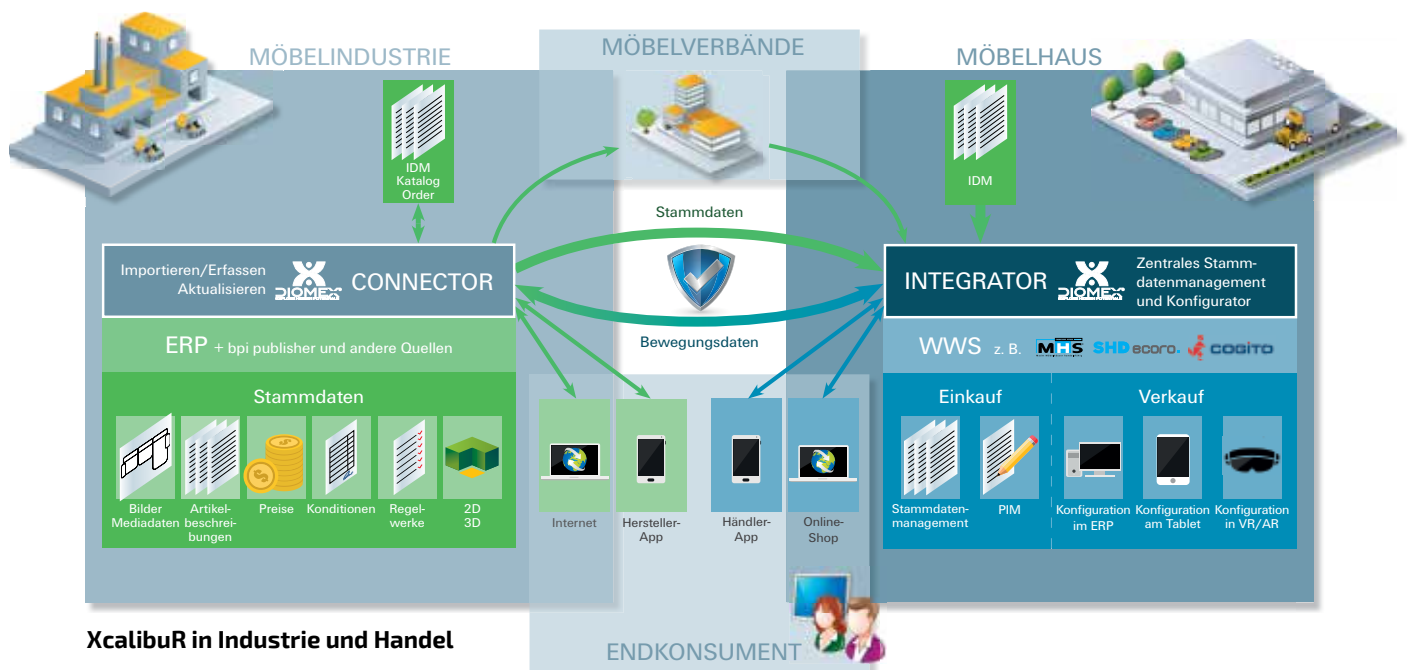 MÖBELINDUSTRIE
MÖBELVERBÄNDE
MÖBELHAUS
IDM
Katalog
Order
IDM
Stammdaten
Importieren/Erfassen
Aktualisieren
DIOMEX
CONNECTOR
INTEGRATOR
DIOMEX
Zentrales Stamm-
datenmanagement
und Konfigurator
Bewegungsdaten
ERP + bpi publisher und andere Quellen
WWS z. B. MHS SHD ecoro. COGITO
Stammdaten
Bilder
Mediadaten
Artikel-
beschrei-
bungen
Preise
Konditionen
Regel-
werke
2D
3D
Internet
Hersteller-
App
Händler-
App
Online-
Shop
Einkauf
Verkauf
Stammdaten-
management
PIM
Konfiguration
im ERP
Konfiguration
am Tablet
Konfiguration
in VR/AR
XcalibuR in Industrie und Handel
ENDKONSUMENT